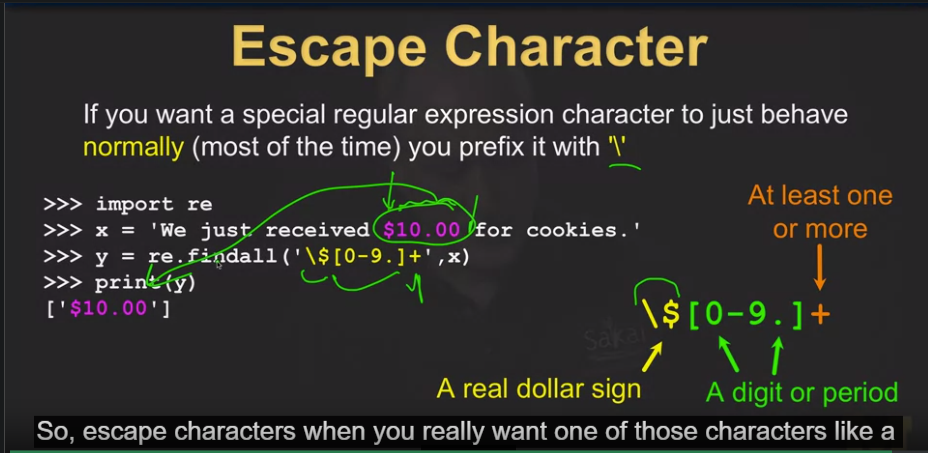 Escape Character
If you want a special regular expression character to just behave
normally (most of the time) you prefix it with '\'
>>> import re
>>> x = 'We just received $10.00 for cookies.'
>>> y = re.findall('\$[0-9.]+',x)
>>> print(y)
['$10.00']
At least one
or more
\$[0-9.]+
Sakai
A real dollar sign
A digit or period
So, escape characters when you really want one of those characters like a